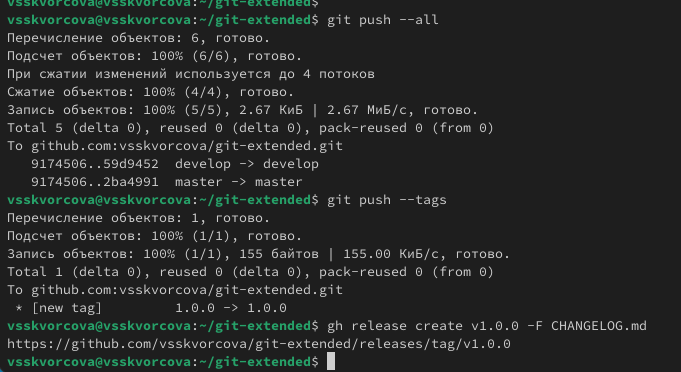 vsskvorcova@vsskvorcova:~/git-extended$
vsskvorcova@vsskvorcova:~/git-extended$ git push --all
Перечисление объектов: 6, готово.
Подсчет объектов: 100% (6/6), готово.
При сжатии изменений используется до 4 потоков
Сжатие объектов: 100% (4/4), готово.
Запись объектов: 100% (5/5), 2.67 КиБ | 2.67 МиБ/с, готово.
Total 5 (delta 0), reused 0 (delta 0), pack-reused 0 (from 0)
To github.com:vsskvorcova/git-extended.git
   9174506..59d9452  develop -> develop
   9174506..2ba4991  master -> master
vsskvorcova@vsskvorcova:~/git-extended$ git push --tags
Перечисление объектов: 1, готово.
Подсчет объектов: 100% (1/1), готово.
Запись объектов: 100% (1/1), 155 байтов | 155.00 КиБ/с, готово.
Total 1 (delta 0), reused 0 (delta 0), pack-reused 0 (from 0)
To github.com:vsskvorcova/git-extended.git
 * [new tag]         1.0.0 -> 1.0.0
vsskvorcova@vsskvorcova:~/git-extended$ gh release create v1.0.0 -F CHANGELOG.md
https://github.com/vsskvorcova/git-extended/releases/tag/v1.0.0
vsskvorcova@vsskvorcova:~/git-extended$